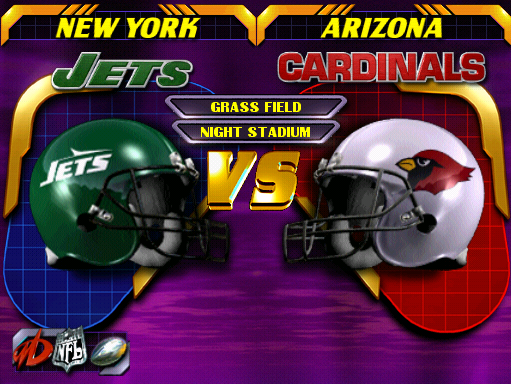 NEW YORK
ARIZONA
JETS
CARDINALS
GRASS FIELD
NIGHT STADIUM
VS
JETS
NFL